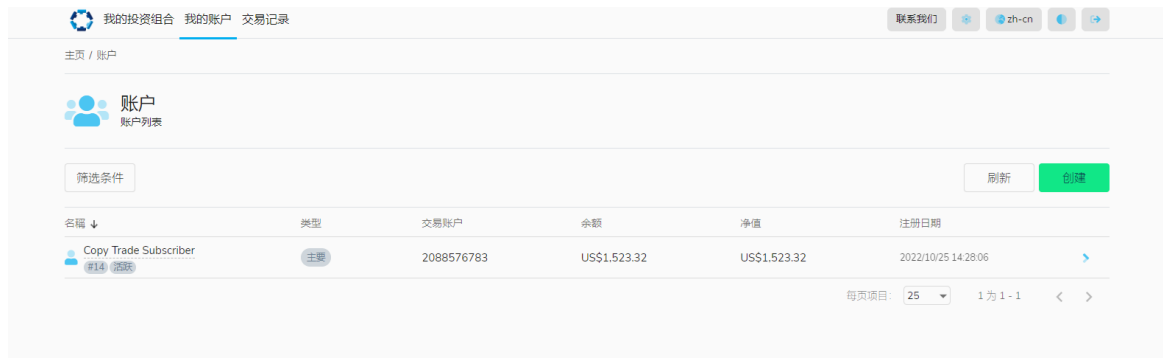 我的投资组合 我的账户 交易记录 联系我们 zh-cn
主页 / 账户
账户
账户列表
筛选条件 刷新 创建
名稱 类型 交易账户 余额 净值 注册日期
Copy Trade Subscriber 主要 2088576783 US$1,523.32 US$1,523.32 2022/10/25 14:28:06
#14 活跃
每页项目: 25 1 为 1 - 1